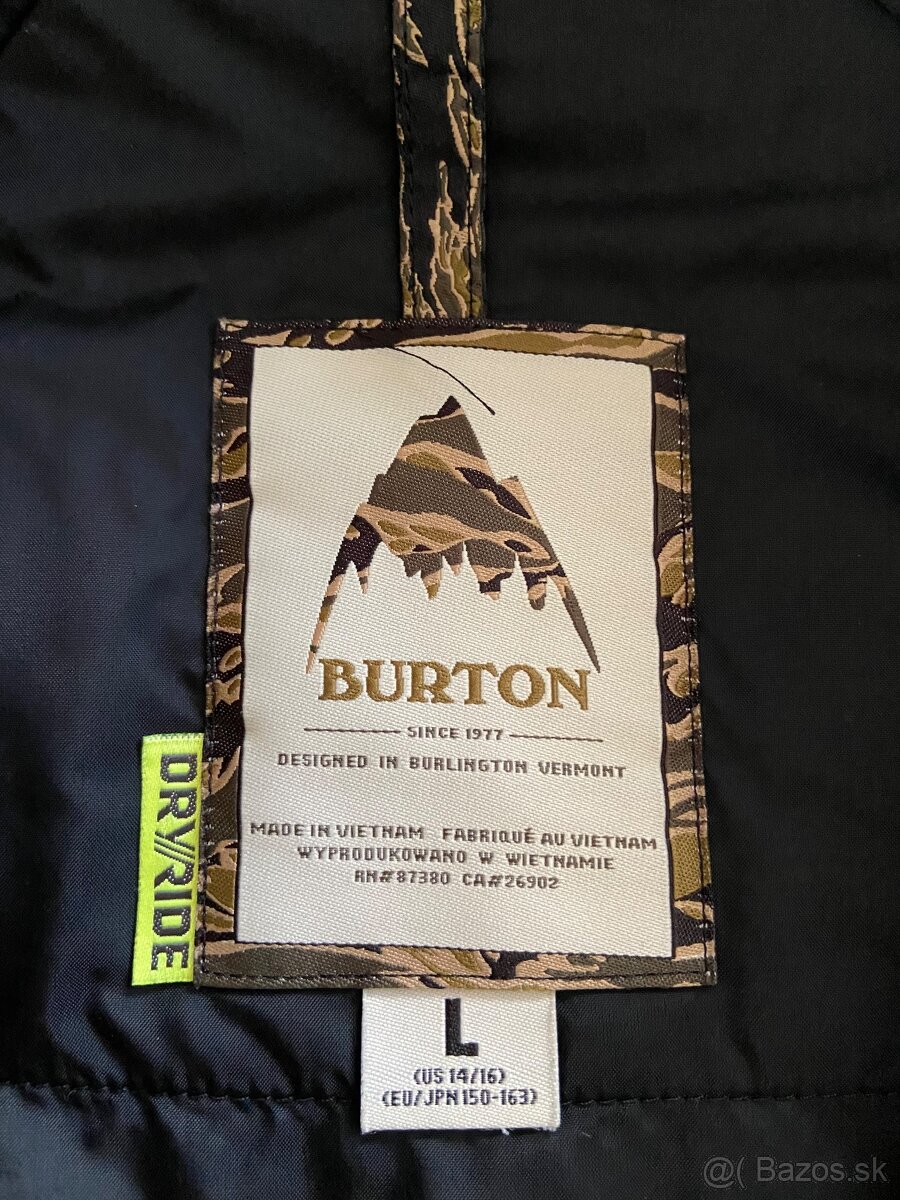 BURTON
SINCE 1977
DESIGNED IN BURLINGTON VERMONT
MADE IN VIETNAM FABRIQUÉ AU VIETNAM
WYPRODUKOWANO W WIETNAMIE
RN#87380 CA#26902
DRY//RIDE
L
(US 14/16)
(EU/JPN 150-163)
@( Bazos.sk